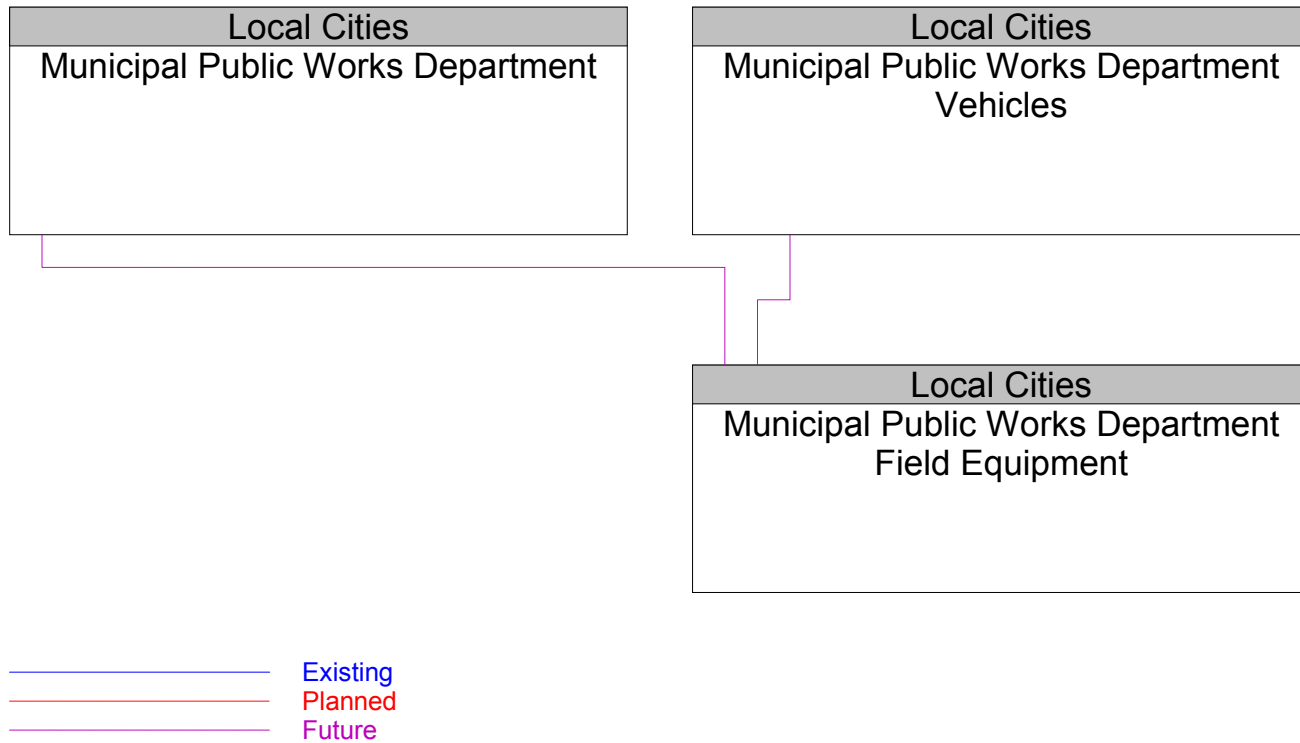 Local Cities
Municipal Public Works Department
Local Cities
Municipal Public Works Department
Vehicles
Local Cities
Municipal Public Works Department
Field Equipment
Existing
Planned
Future